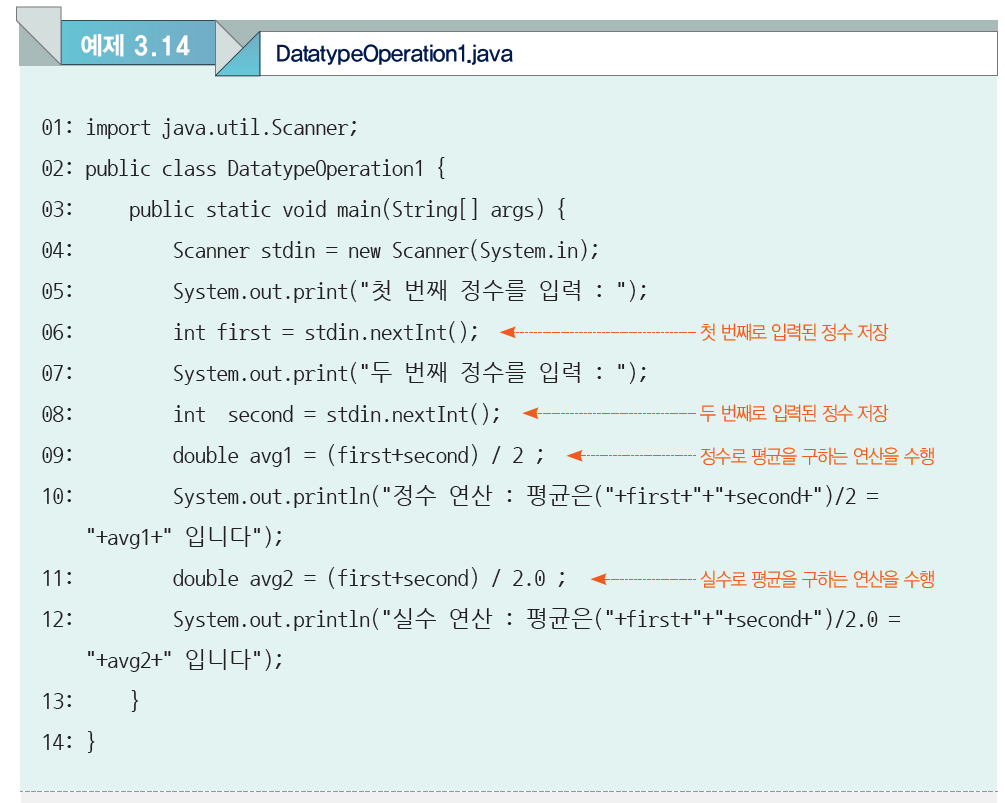 예제 3.14
DatatypeOperation1.java
01: import java.util.Scanner;
02: public class DatatypeOperation1 {
03: public static void main(String[] args) {
04: Scanner stdin = new Scanner(System.in);
05: System.out.print("첫 번째 정수를 입력 : ");
06: int first = stdin.nextInt(); 첫 번째로 입력된 정수 저장
07: System.out.print("두 번째 정수를 입력 : ");
08: int second = stdin.nextInt(); 두 번째로 입력된 정수 저장
09: double avg1 = (first+second) / 2 ; 정수로 평균을 구하는 연산을 수행
10: System.out.println("정수 연산 : 평균은("+first+"+"+second+")/2 =
"+avg1+" 입니다");
11: double avg2 = (first+second) / 2.0 ; 실수로 평균을 구하는 연산을 수행
12: System.out.println("실수 연산 : 평균은("+first+"+"+second+")/2.0 =
"+avg2+" 입니다");
13: }
14: }